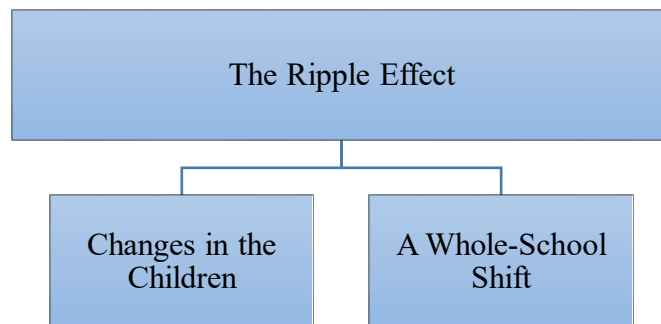 The Ripple Effect
Changes in the
Children
A Whole-School
Shift